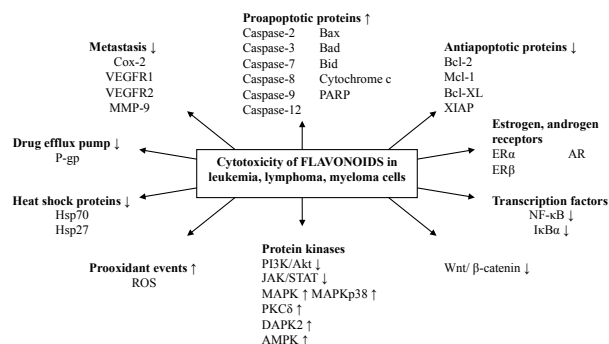 Proapoptotic proteins ↑
Caspase-2 Bax
Caspase-3 Bad
Caspase-7 Bid
Caspase-8 Cytochrome c
Caspase-9 PARP
Caspase-12
Metastasis ↓
Cox-2
VEGFR1
VEGFR2
MMP-9
Antiapoptotic proteins ↓
Bcl-2
Mcl-1
Bcl-XL
XIAP
Drug efflux pump ↓
P-gp
Cytotoxicity of FLAVONOIDS in
leukemia, lymphoma, myeloma cells
Estrogen, androgen
receptors
ERα AR
ERβ
Heat shock proteins ↓
Hsp70
Hsp27
Transcription factors
NF-κB ↓
IκBα ↓
Prooxidant events ↑
ROS
Protein kinases
PI3K/Akt ↓
JAK/STAT ↓
MAPK ↑ MAPKp38 ↑
PKCδ ↑
DAPK2 ↑
AMPK ↑
Wnt/ β-catenin ↓